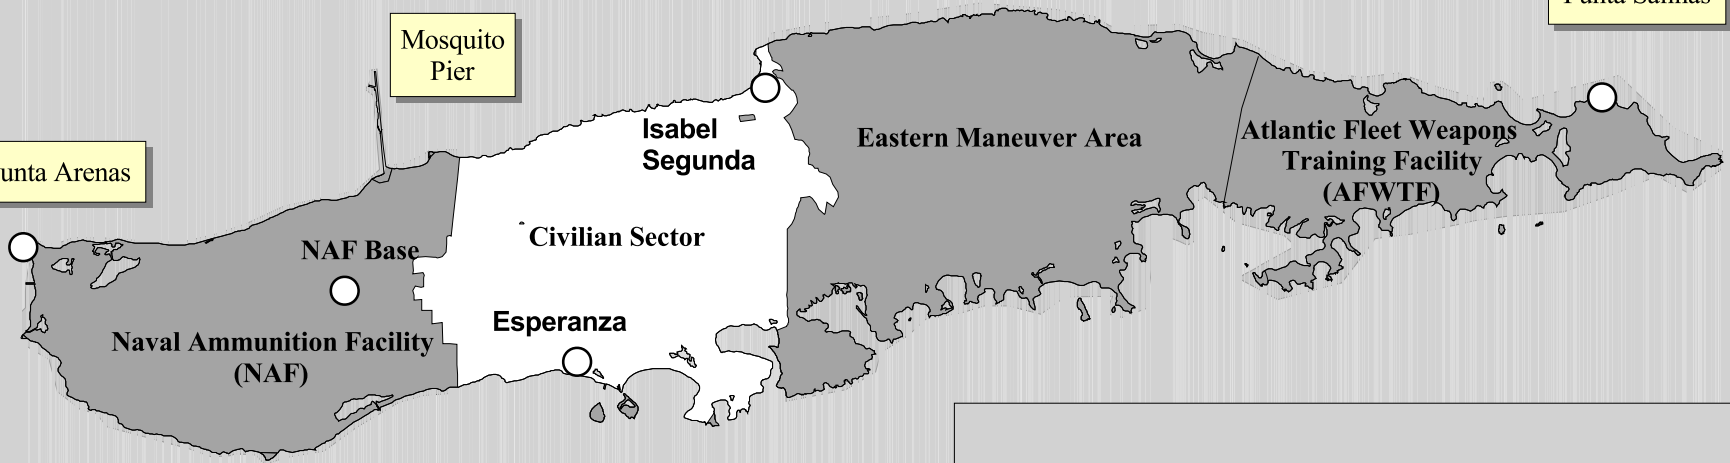 Mosquito
Pier
unta Arenas
Isabel
Segunda
Eastern Maneuver Area
Atlantic Fleet Weapons
Training Facility
(AFWTF)
Civilian Sector
NAF Base
Esperanza
Naval Ammunition Facility
(NAF)